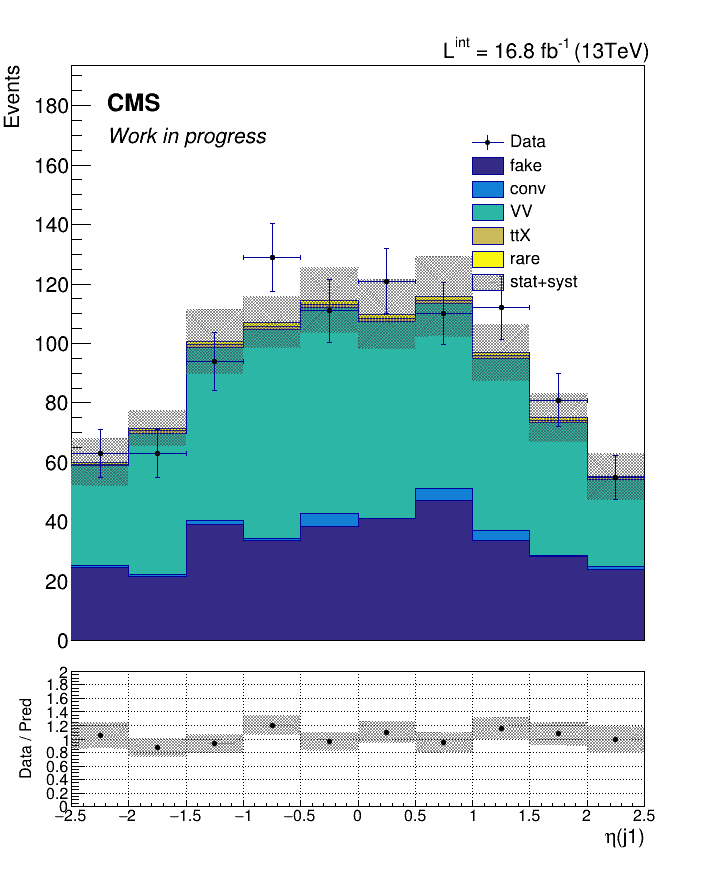 L^int = 16.8 fb^-1 (13TeV)
Events
CMS
Work in progress
Data
fake
conv
VV
ttX
rare
stat+syst
180
160
140
120
100
80
60
40
20
0
Data / Pred
2
1.8
1.6
1.4
1.2
1
0.8
0.6
0.4
0.2
0
−2.5 −2 −1.5 −1 −0.5 0 0.5 1 1.5 2 2.5
η(j1)